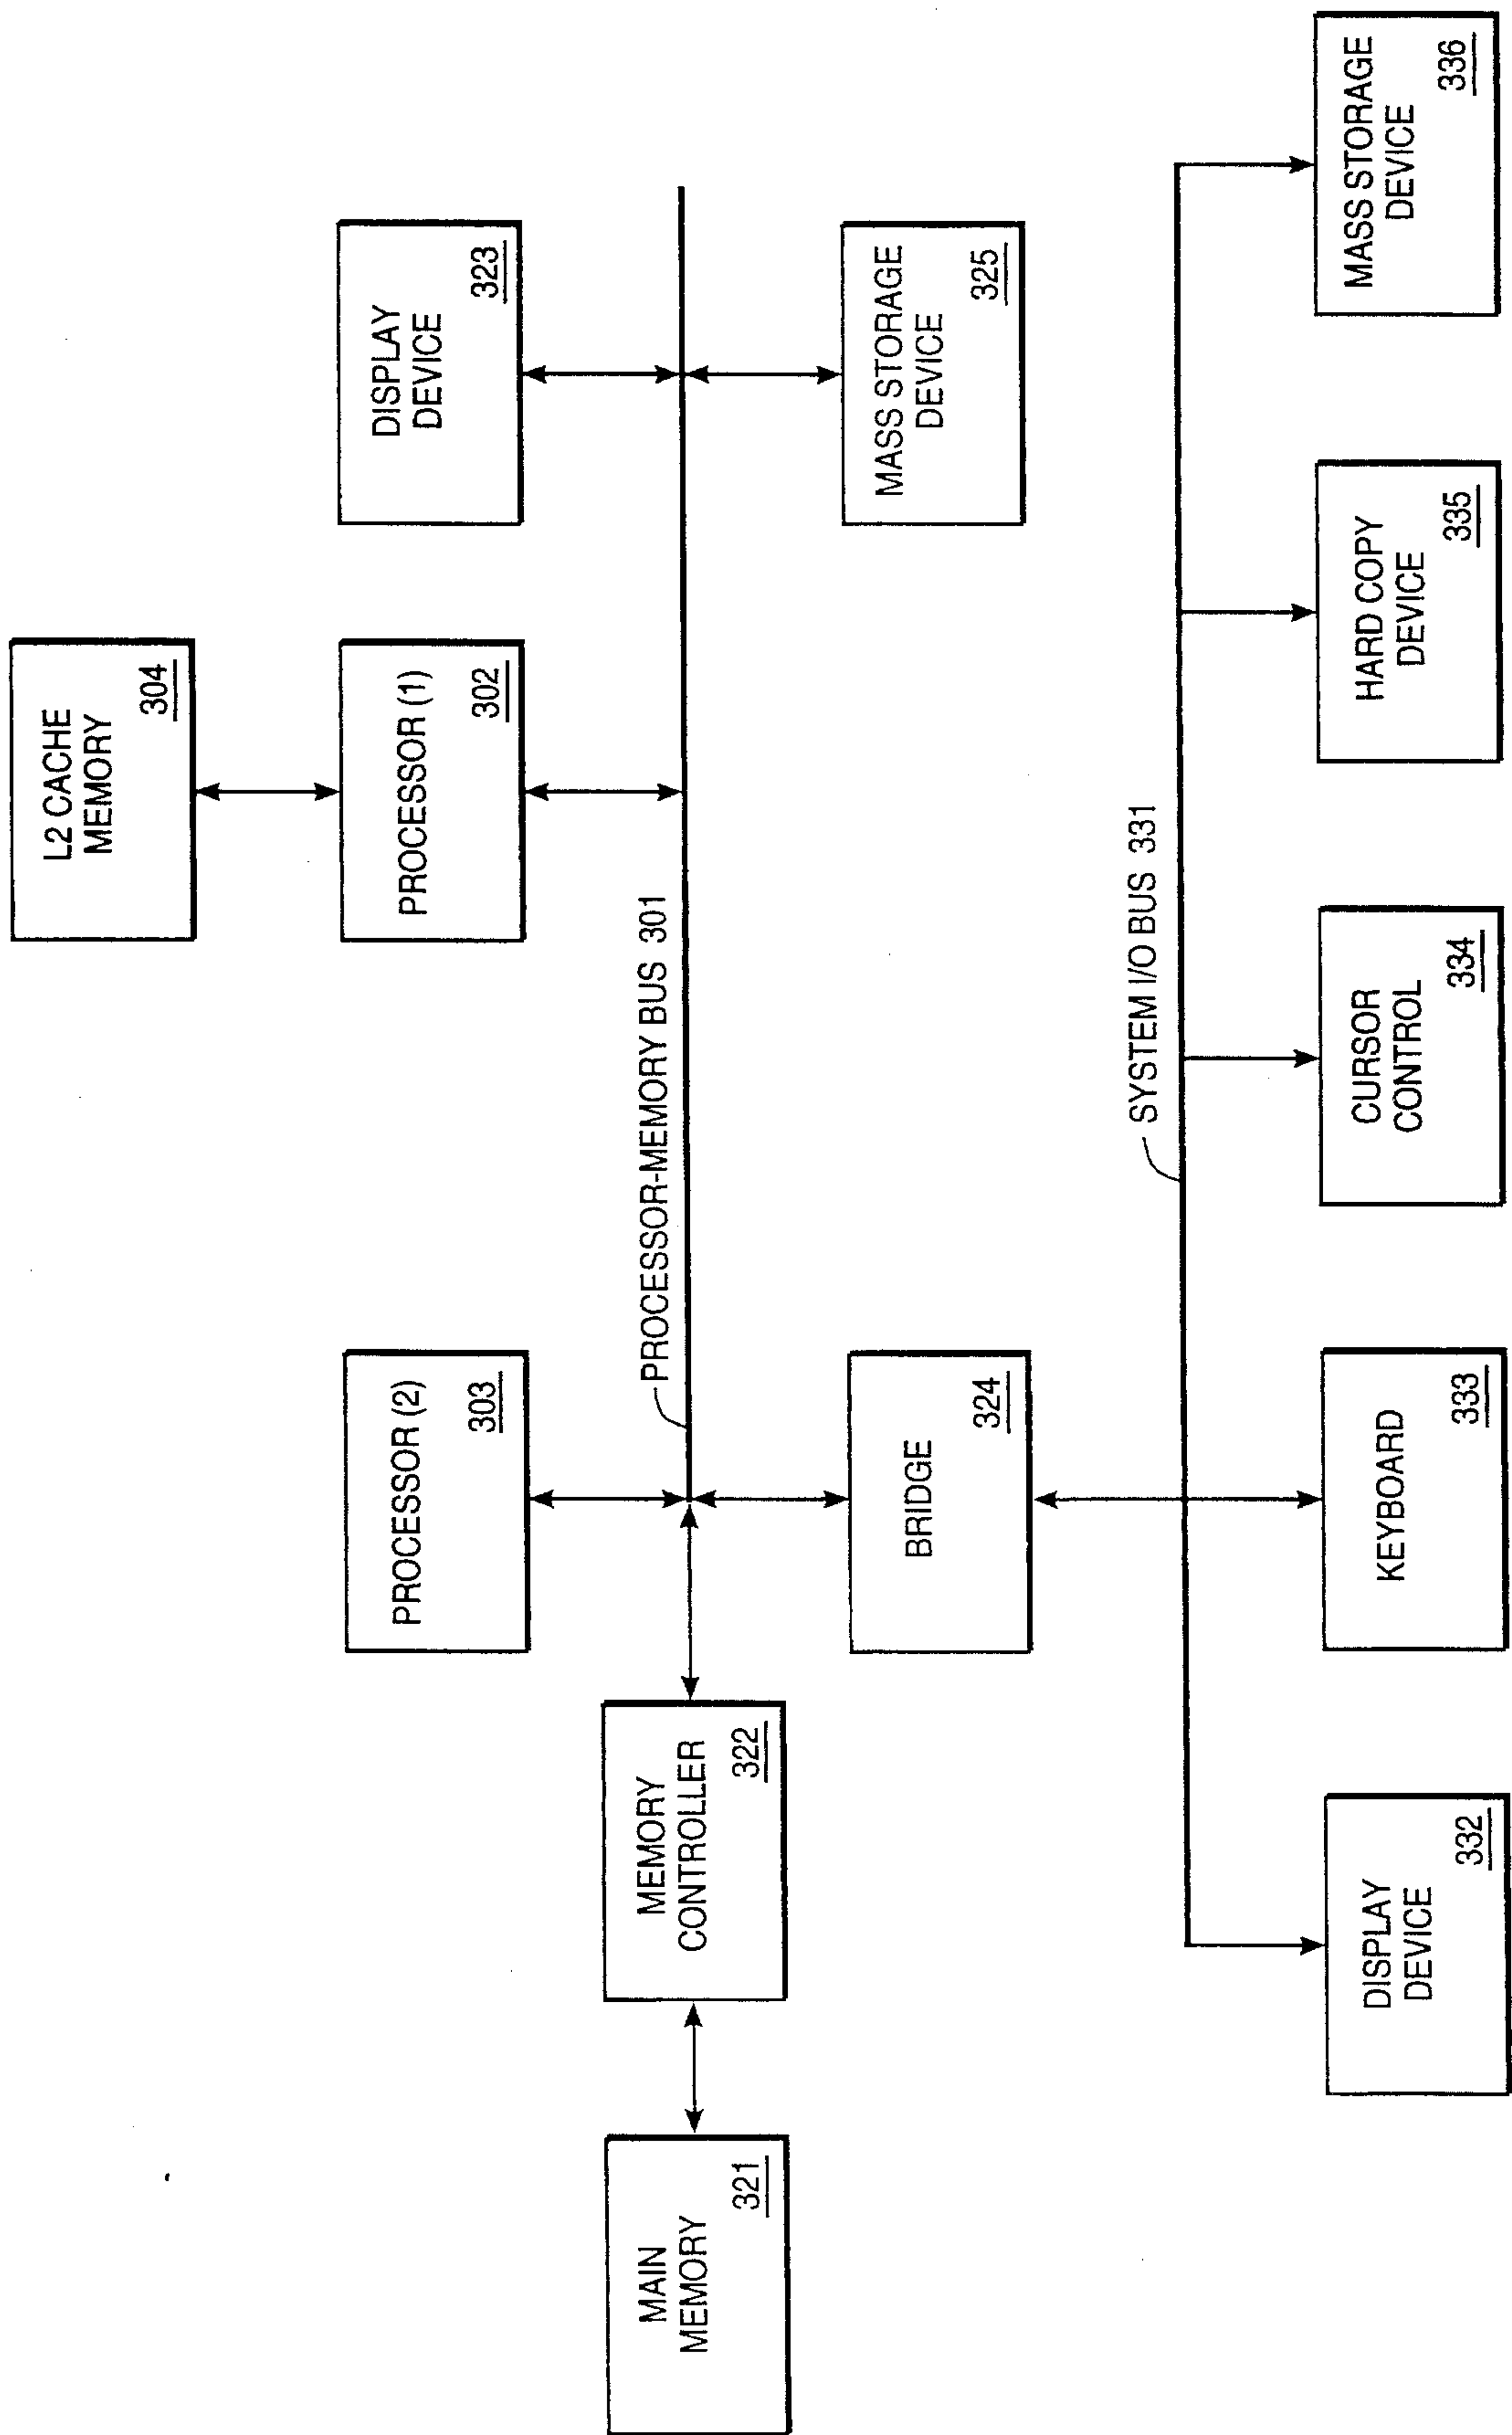 L2 CACHE
MEMORY
304
PROCESSOR (2)
303
PROCESSOR (1)
302
DISPLAY
DEVICE
323
PROCESSOR-MEMORY BUS 301
MAIN
MEMORY
321
MEMORY
CONTROLLER
322
BRIDGE
324
MASS STORAGE
DEVICE
325
SYSTEM I/O BUS 331
DISPLAY
DEVICE
332
KEYBOARD
333
CURSOR
CONTROL
334
HARD COPY
DEVICE
335
MASS STORAGE
DEVICE
336